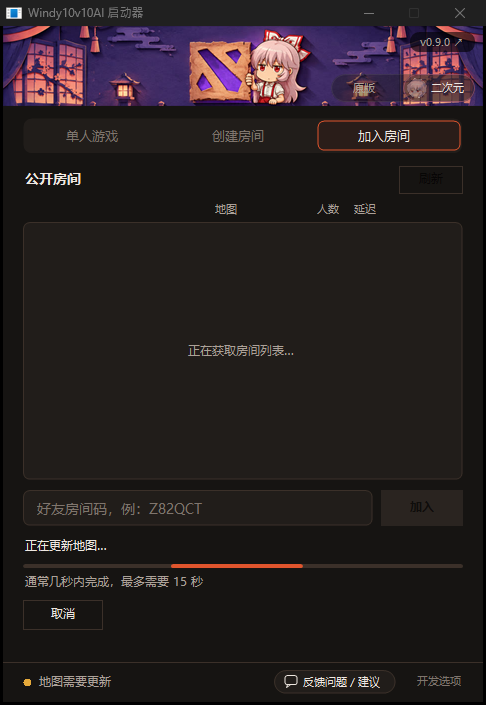 Windy10v10AI 启动器
v0.9.0 ↗
原版 二次元
单人游戏 创建房间 加入房间
公开房间 刷新
地图 人数 延迟
正在获取房间列表...
好友房间码，例：Z82QCT 加入
正在更新地图...
通常几秒内完成，最多需要 15 秒
取消
地图需要更新 反馈问题 / 建议 开发选项